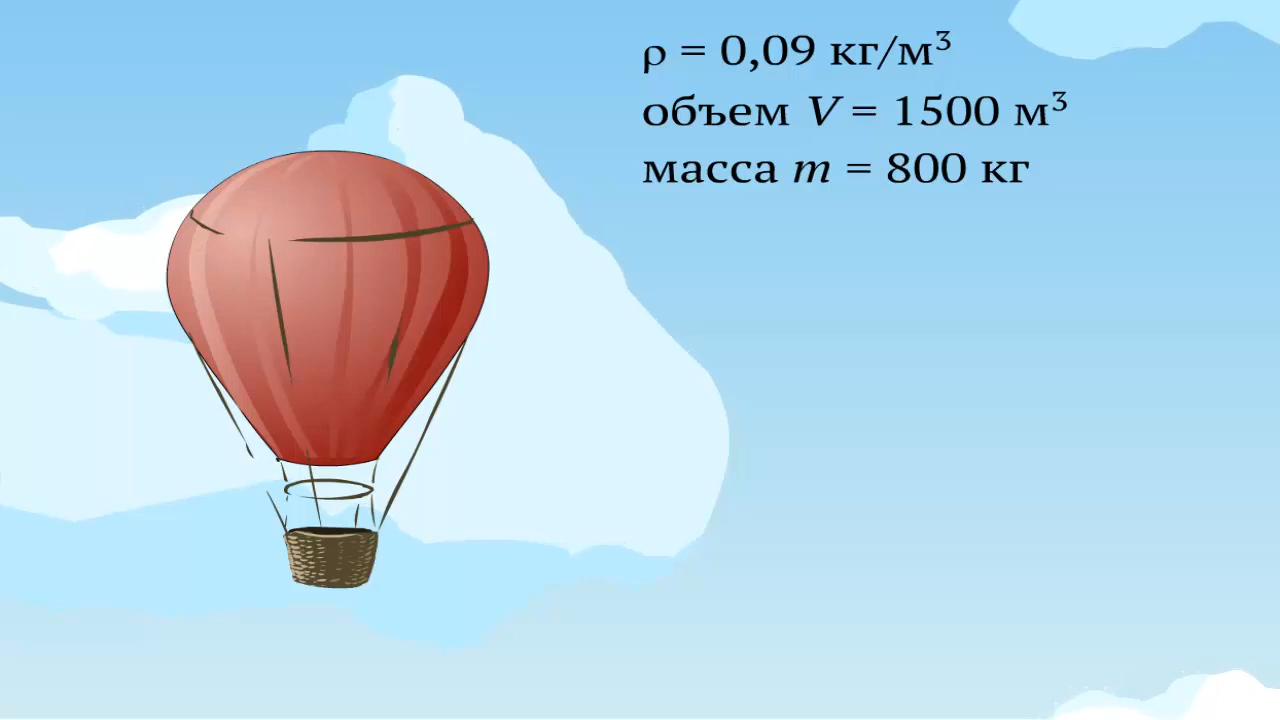 ρ = 0,09 кг/м³
объем V = 1500 м³
масса m = 800 кг